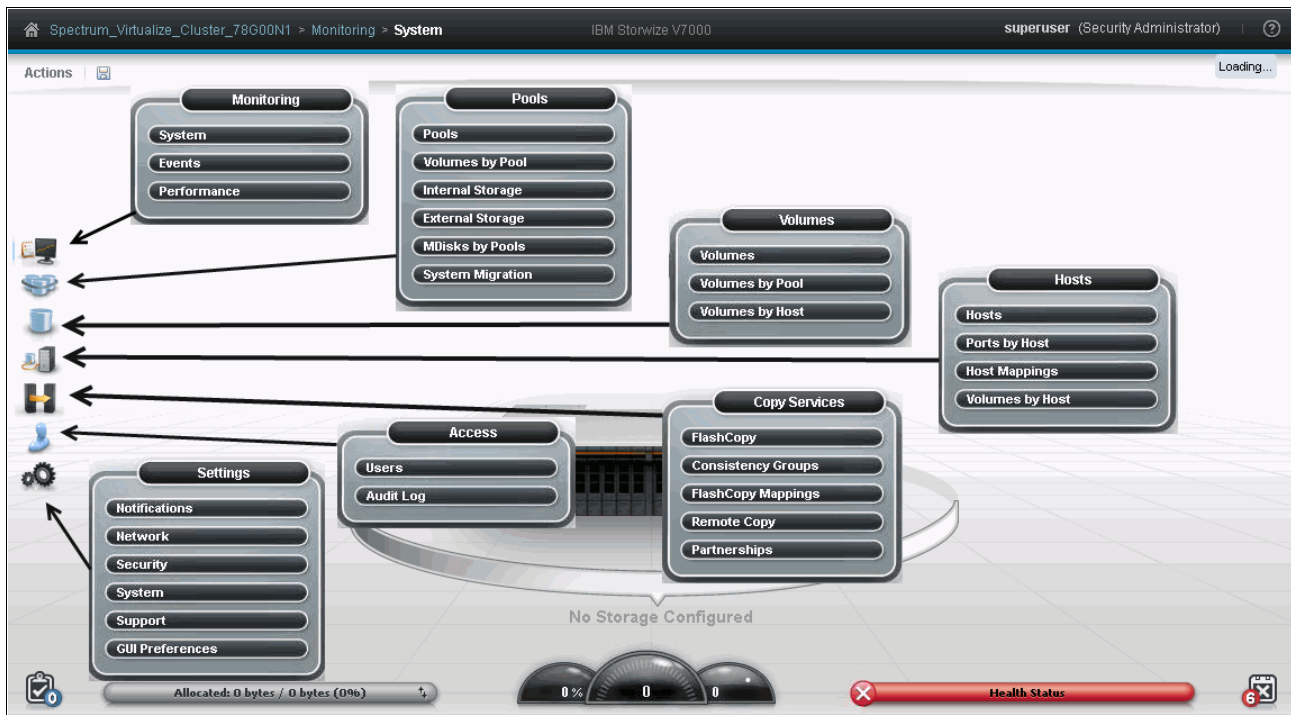 Spectrum_Virtualize_Cluster_78G00N1 > Monitoring > System
IBM Storwize V7000
superuser (Security Administrator)
?
Actions
Loading...
Monitoring
System
Events
Performance
Pools
Pools
Volumes by Pool
Internal Storage
External Storage
MDisks by Pools
System Migration
Volumes
Volumes
Volumes by Pool
Volumes by Host
Hosts
Hosts
Ports by Host
Host Mappings
Volumes by Host
Copy Services
FlashCopy
Consistency Groups
FlashCopy Mappings
Remote Copy
Partnerships
Access
Users
Audit Log
Settings
Notifications
Network
Security
System
Support
GUI Preferences
No Storage Configured
0
Allocated: 0 bytes / 0 bytes (0%)
0%
0
0
Health Status
6